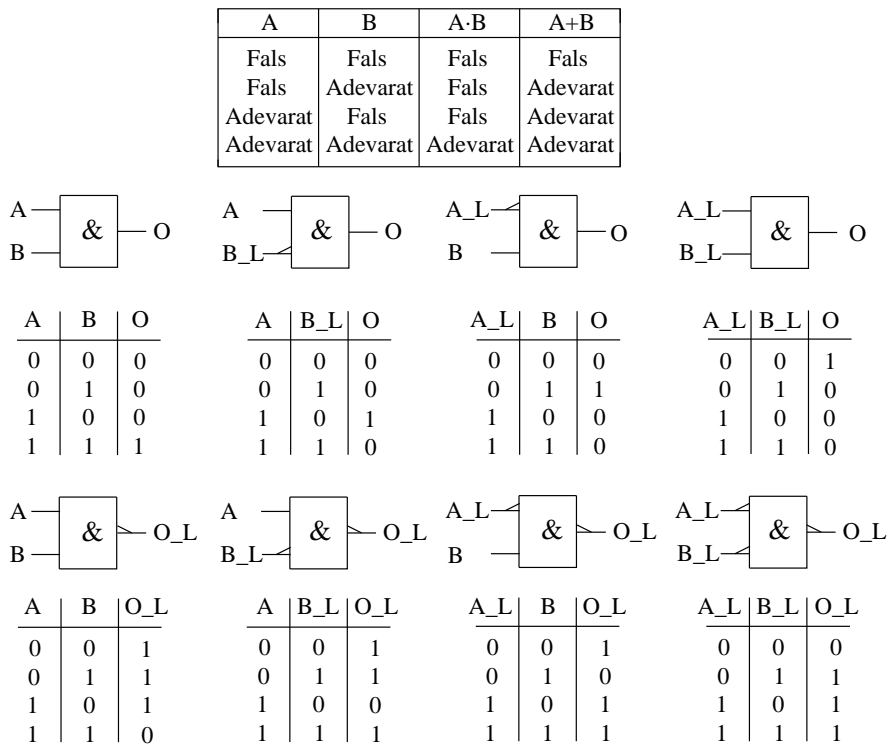 A B A·B A+B
Fals Fals Fals Fals
Fals Adevarat Fals Adevarat
Adevarat Fals Fals Adevarat
Adevarat Adevarat Adevarat Adevarat
A & O B
A & O B_L
A_L & O B
A_L & O B_L
A B O
0 0 0
0 1 0
1 0 0
1 1 1
A B_L O
0 0 0
0 1 0
1 0 1
1 1 0
A_L B O
0 0 0
0 1 1
1 0 0
1 1 0
A_L B_L O
0 0 1
0 1 0
1 0 0
1 1 0
A & O_L B
A & O_L B_L
A_L & O_L B
A_L & O_L B_L
A B O_L
0 0 1
0 1 1
1 0 1
1 1 0
A B_L O_L
0 0 1
0 1 1
1 0 0
1 1 1
A_L B O_L
0 0 1
0 1 0
1 0 1
1 1 1
A_L B_L O_L
0 0 0
0 1 1
1 0 1
1 1 1